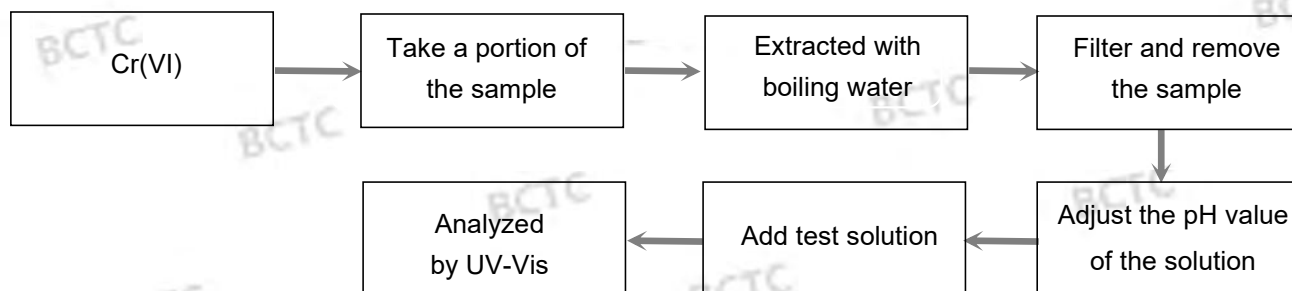 Cr(VI)
Take a portion of
the sample
Extracted with
boiling water
Filter and remove
the sample
Adjust the pH value
of the solution
Add test solution
Analyzed
by UV-Vis
BCTC
BCTC
BCTC
BCTC
BCTC